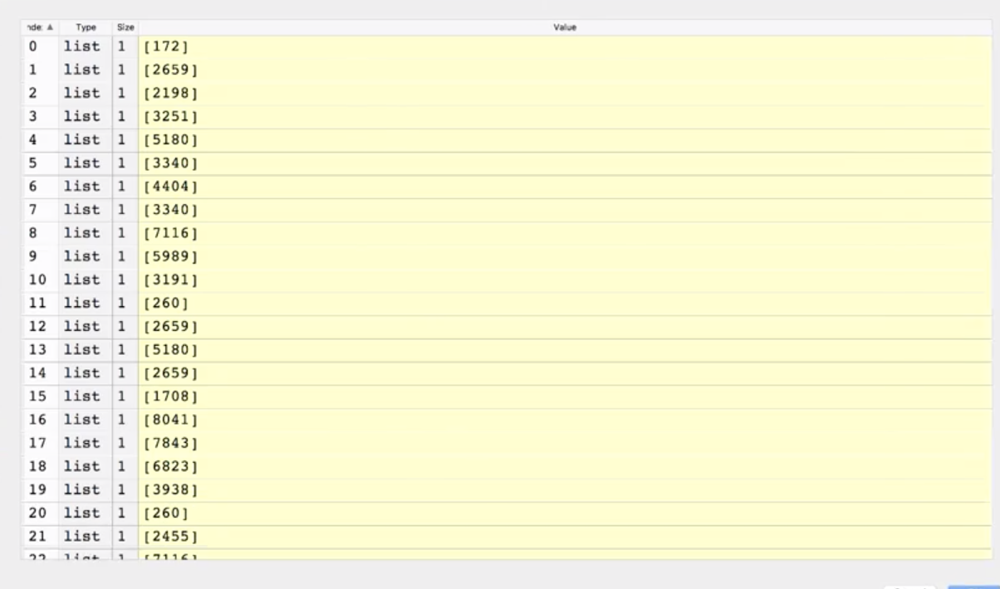 nde: ▲ Type Size Value
0 list 1 [172]
1 list 1 [2659]
2 list 1 [2198]
3 list 1 [3251]
4 list 1 [5180]
5 list 1 [3340]
6 list 1 [4404]
7 list 1 [3340]
8 list 1 [7116]
9 list 1 [5989]
10 list 1 [3191]
11 list 1 [260]
12 list 1 [2659]
13 list 1 [5180]
14 list 1 [2659]
15 list 1 [1708]
16 list 1 [8041]
17 list 1 [7843]
18 list 1 [6823]
19 list 1 [3938]
20 list 1 [260]
21 list 1 [2455]
22 list 1 [7116]